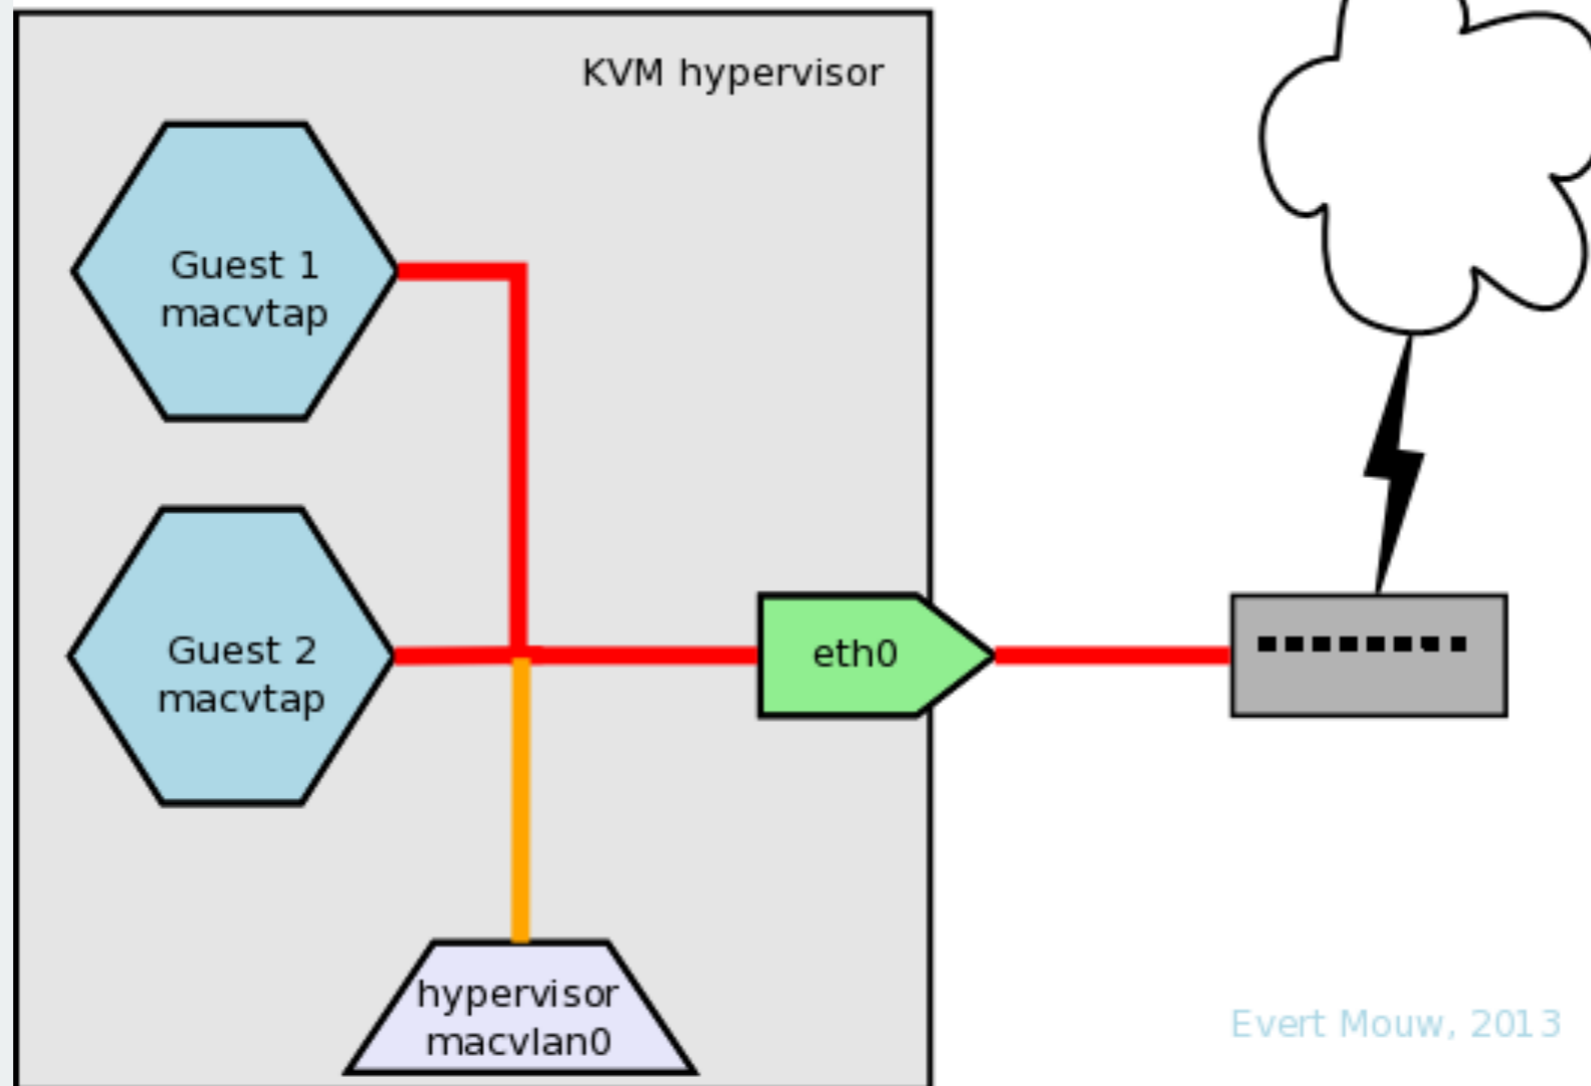 KVM hypervisor
Guest 1
macvtap
Guest 2
macvtap
eth0
hypervisor
macvlan0
Evert Mouw, 2013